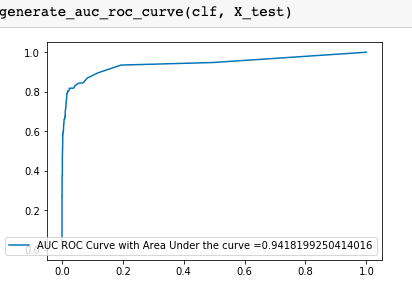 generate_auc_roc_curve(clf, X_test)
1.0
0.8
0.6
0.4
0.2
0.0
AUC ROC Curve with Area Under the curve =0.9418199250414016
0.0 0.2 0.4 0.6 0.8 1.0